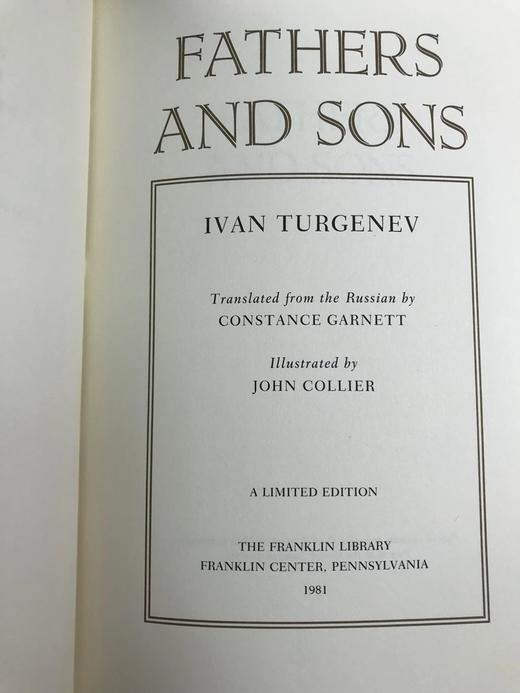 FATHERS
AND SONS
IVAN TURGENEV
Translated from the Russian by
CONSTANCE GARNETT
Illustrated by
JOHN COLLIER
A LIMITED EDITION
THE FRANKLIN LIBRARY
FRANKLIN CENTER, PENNSYLVANIA
1981